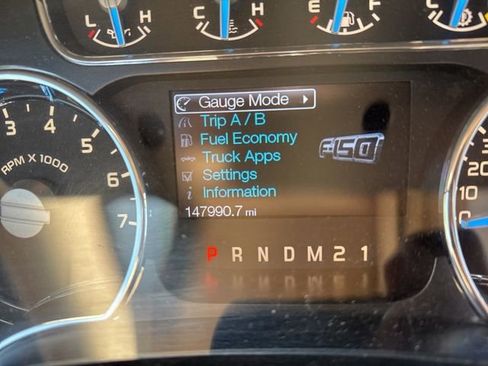 L H
C H
E F
Gauge Mode
Trip A / B
Fuel Economy
Truck Apps
Settings
Information
F-150
147990.7 mi
P R N D M 2 1
3
4
5
6
7
RPM X 1000
20
0